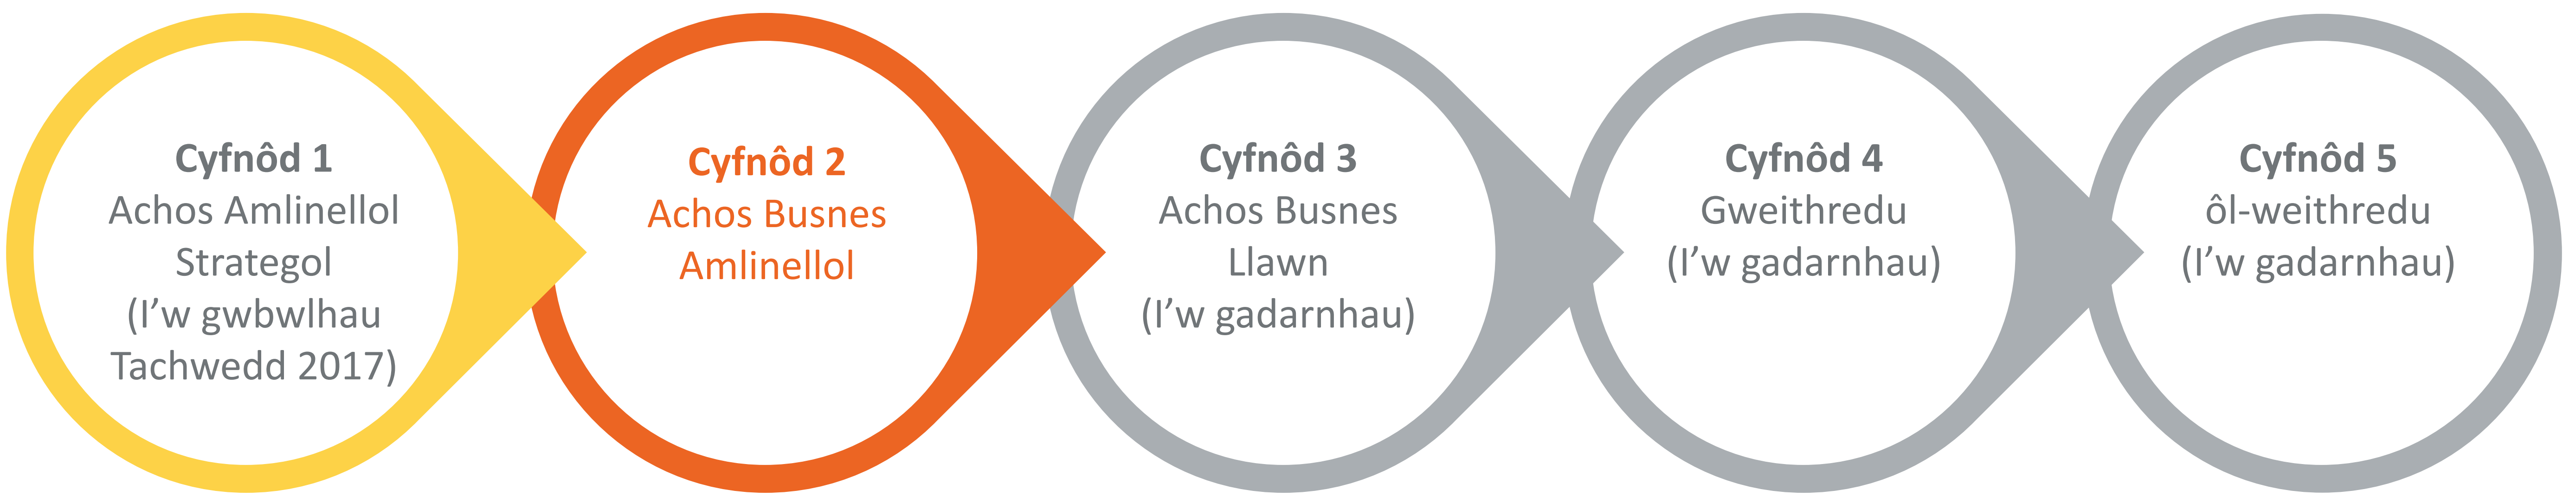 Cyfnôd 1
Achos Amlinellol
Strategol
(I’w gwbwlhau
Tachwedd 2017)
Cyfnôd 2
Achos Busnes
Amlinellol
Cyfnôd 3
Achos Busnes
Llawn
(I’w gadarnhau)
Cyfnôd 4
Gweithredu
(I’w gadarnhau)
Cyfnôd 5
ôl-weithredu
(I’w gadarnhau)